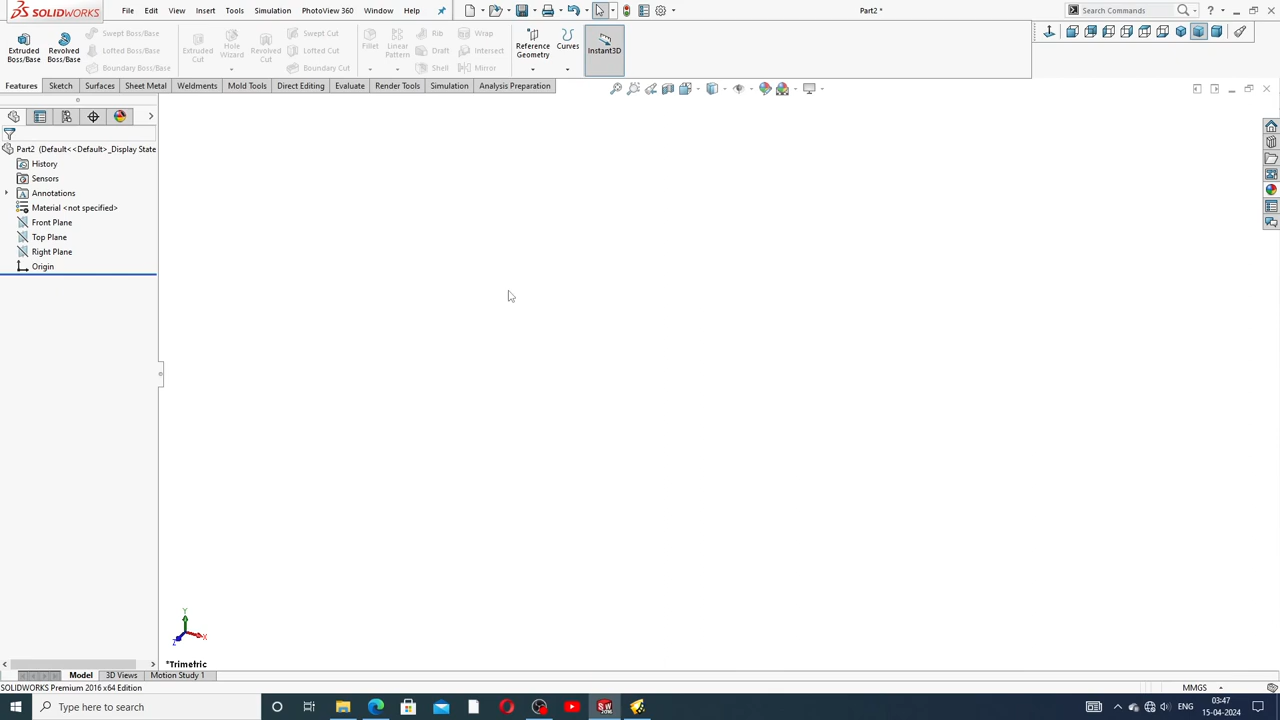 SOLIDWORKS File Edit View Insert Tools Simulation PhotoView 360 Window Help Part2 * Search Commands
Extruded Boss/Base
Revolved Boss/Base
Swept Boss/Base
Lofted Boss/Base
Boundary Boss/Base
Extruded Cut
Hole Wizard
Revolved Cut
Swept Cut
Lofted Cut
Boundary Cut
Fillet
Linear Pattern
Rib
Draft
Shell
Wrap
Intersect
Mirror
Reference Geometry
Curves
Instant3D
Features Sketch Surfaces Sheet Metal Weldments Mold Tools Direct Editing Render Tools Evaluate Simulation Analysis Preparation
Part2 (Default<<Default>_Display State
History
Sensors
Annotations
Material <not specified>
Front Plane
Top Plane
Right Plane
Origin
Y
X
Z
*Trimetric
Model 3D Views Motion Study 1
SOLIDWORKS Premium 2016 x64 Edition MMGS
Type here to search ENG 03:47
15-04-2024